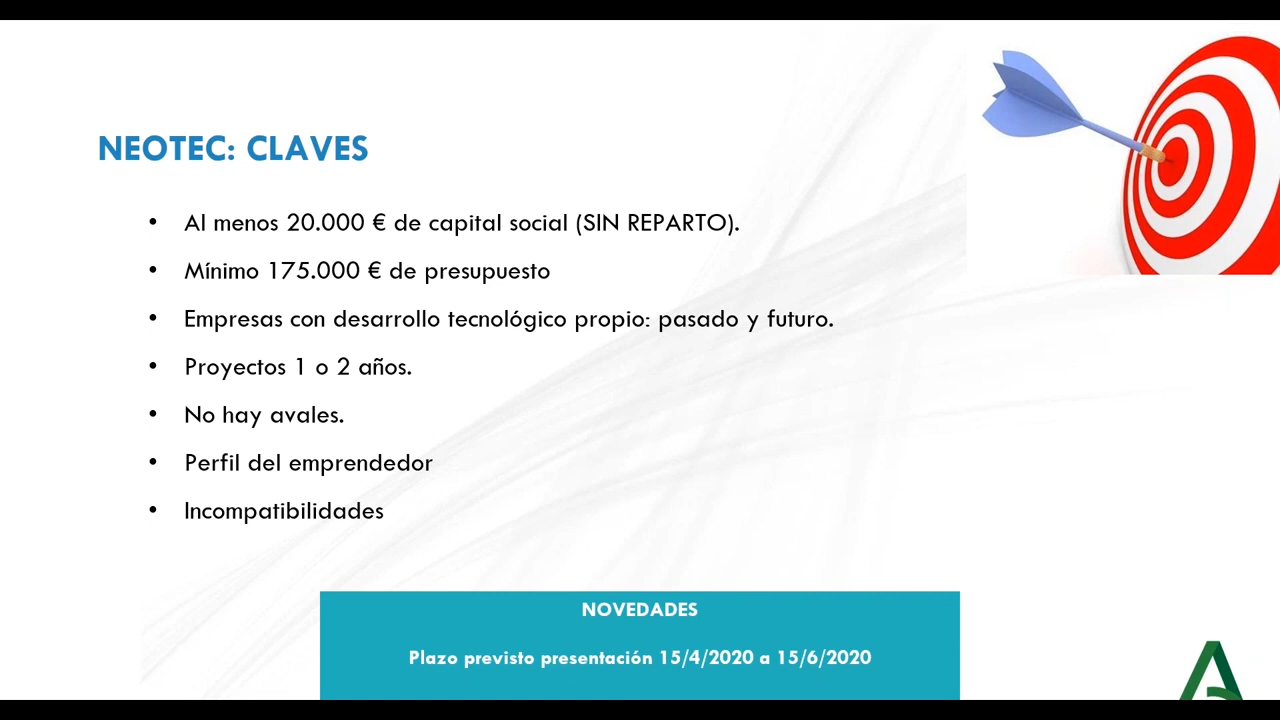 NEOTEC: CLAVES
• Al menos 20.000 € de capital social (SIN REPARTO).
• Mínimo 175.000 € de presupuesto
• Empresas con desarrollo tecnológico propio: pasado y futuro.
• Proyectos 1 o 2 años.
• No hay avales.
• Perfil del emprendedor
• Incompatibilidades
NOVEDADES
Plazo previsto presentación 15/4/2020 a 15/6/2020